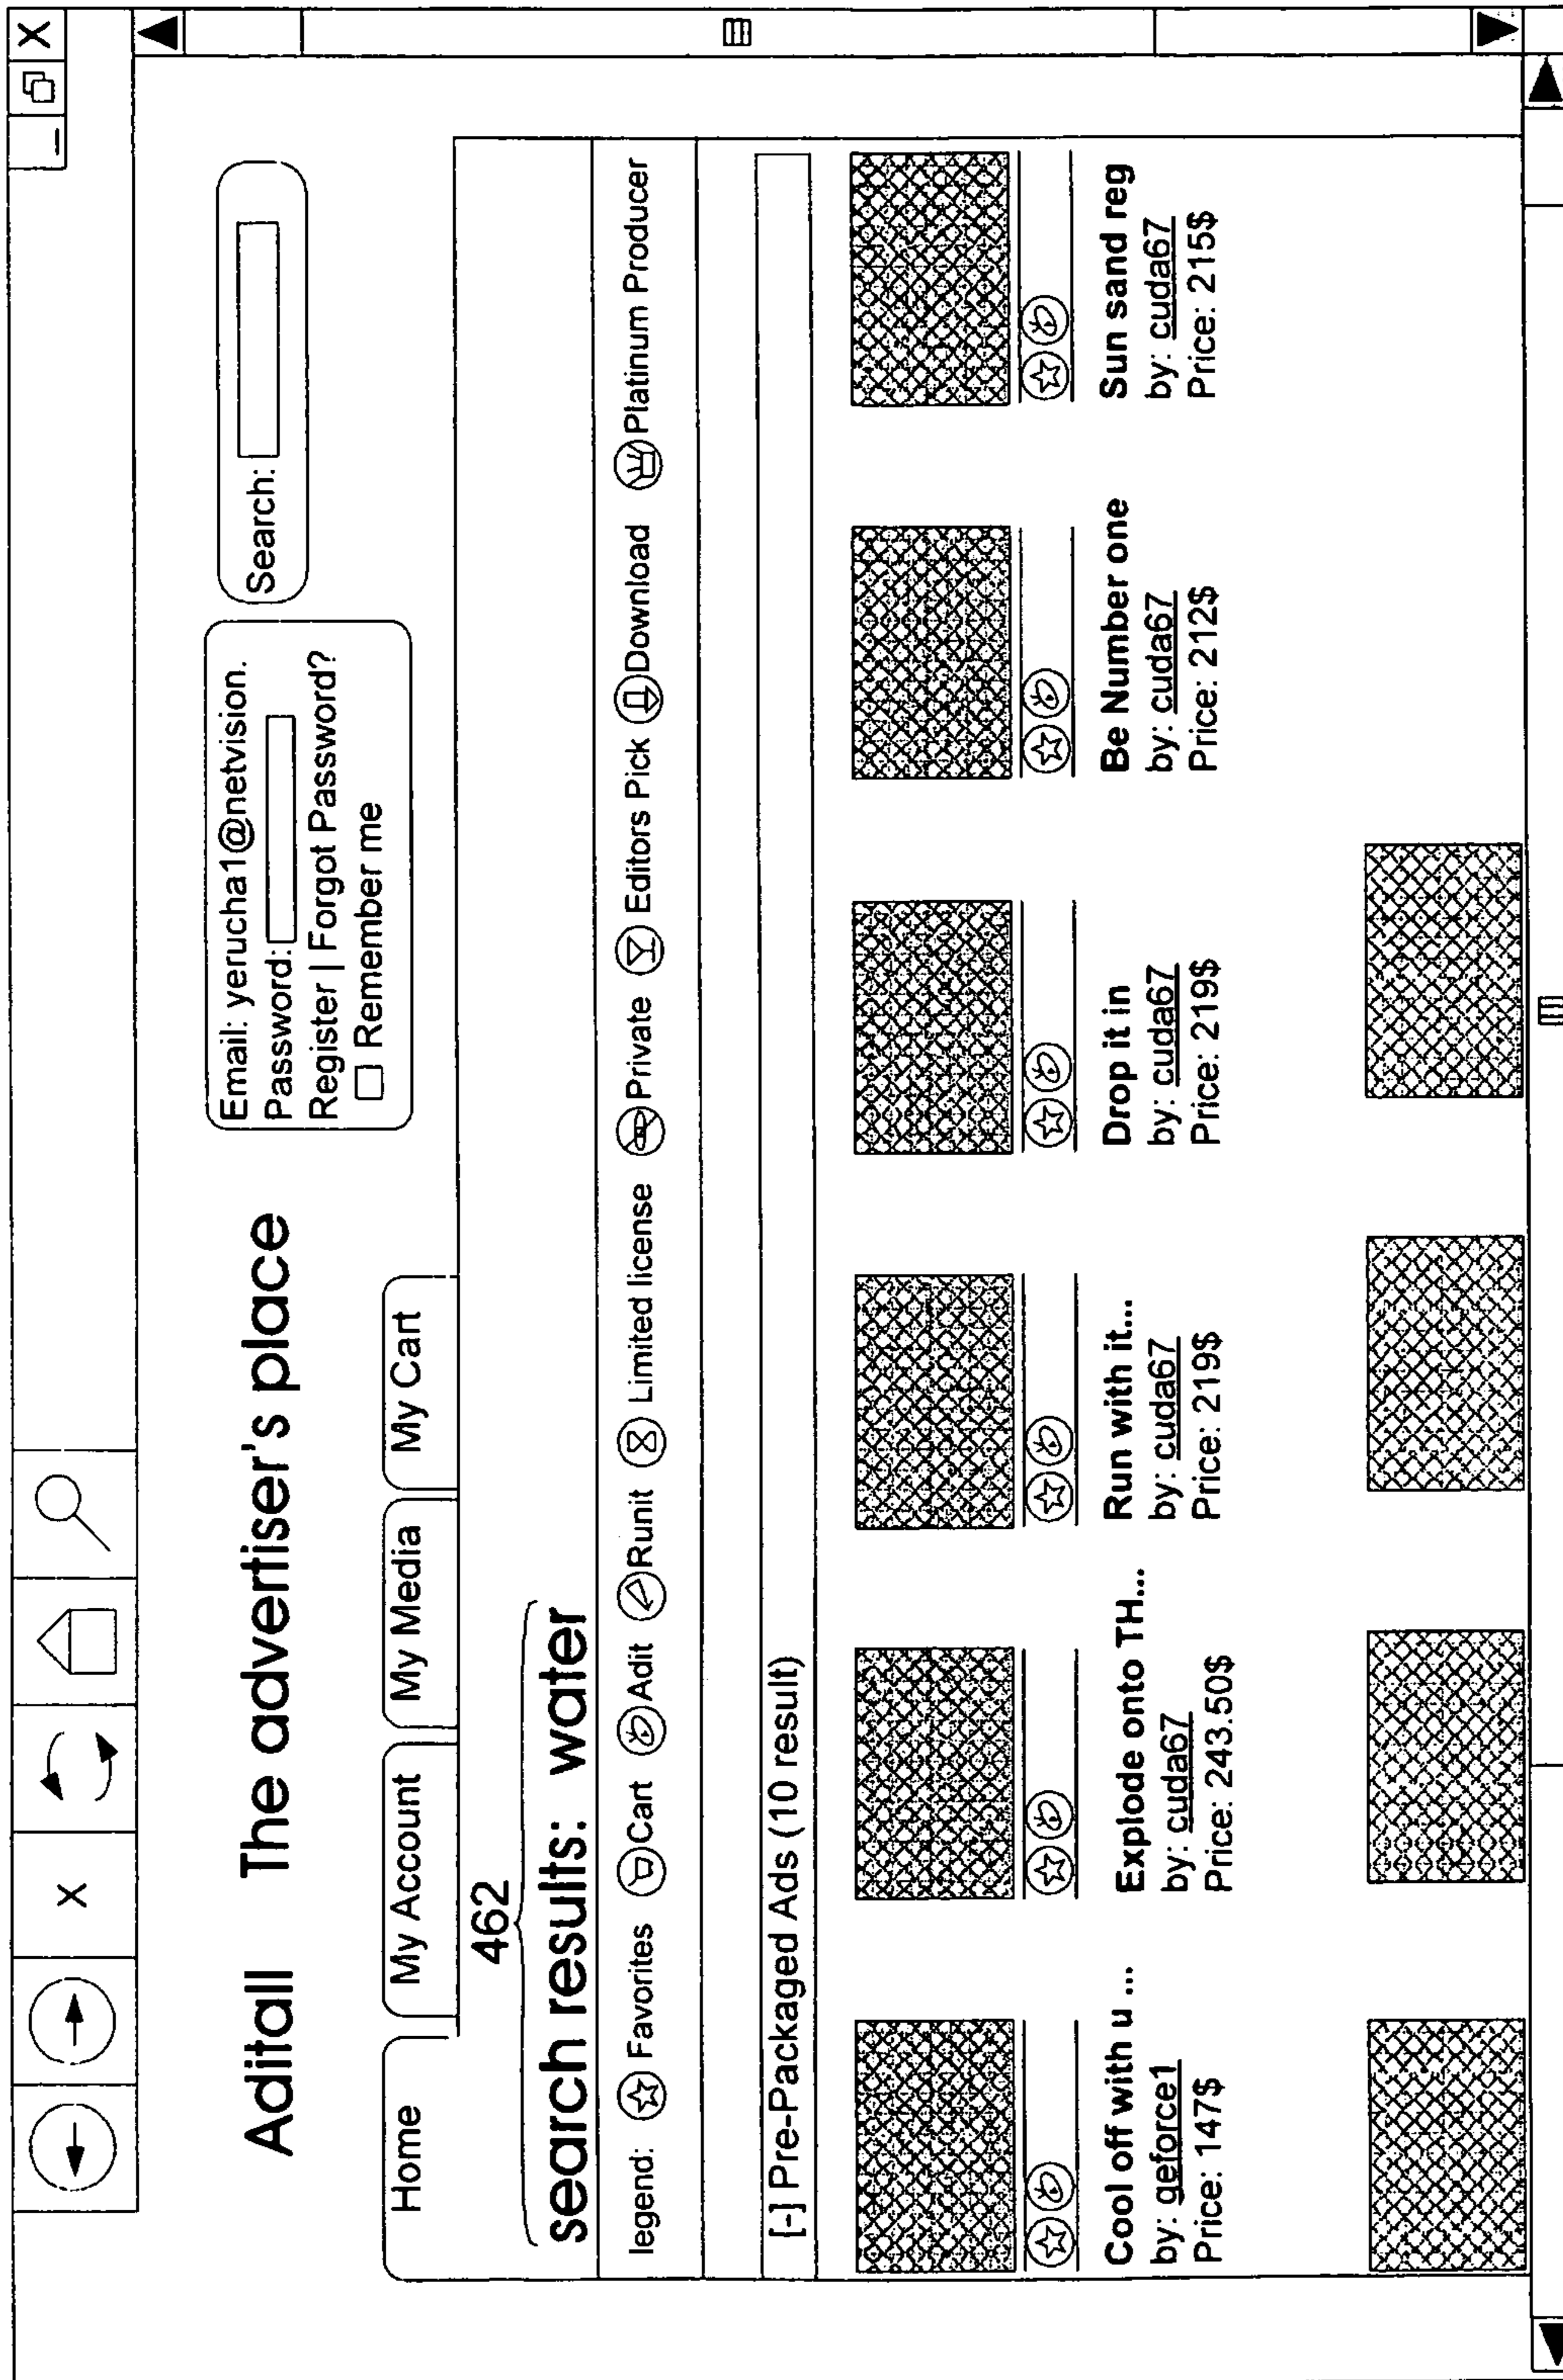 X
Aditall The advertiser's place
Email: yerucha1@netvision.
Password:
Register | Forgot Password?
Remember me
Search:
Home My Account My Media My Cart
462
search results: water
legend: Favorites Cart Adit Runit Limited license Private Editors Pick Download Platinum Producer
[-] Pre-Packaged Ads (10 result)
Cool off with u ...
by: geforce1
Price: 147$
Explode onto TH...
by: cuda67
Price: 243.50$
Run with it...
by: cuda67
Price: 219$
Drop it in
by: cuda67
Price: 219$
Be Number one
by: cuda67
Price: 212$
Sun sand reg
by: cuda67
Price: 215$